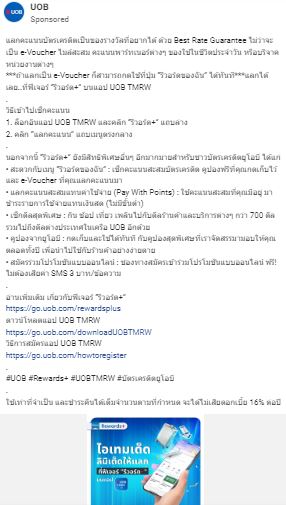 UOB
Sponsored
แลกคะแนนบัตรเครดิตเป็นของรางวัลที่อยากได้ ด้วย Best Rate Guarantee ไม่ว่าจะ
เป็น e-Voucher ไมล์สะสม คะแนนพาร์ทเนอร์ต่างๆ ของใช้ในชีวิตประจำวัน หรือบริจาค
หน่วยงานต่างๆ
***ถ้าแลกเป็น e-Voucher ก็สามารถกดใช้ที่ปุ่ม "รีวอร์ดของฉัน" ได้ทันที***แลกได้
เลย..ที่ฟีเจอร์ "รีวอร์ด+" บนแอป UOB TMRW
.
วิธีเข้าไปเช็กคะแนน
1. ล็อกอินแอป UOB TMRW และคลิก "รีวอร์ด+" แถบล่าง
2. คลิก "แลกคะแนน" แถบเมนูตรงกลาง
.
นอกจากนี้ "รีวอร์ด+" ยังมีสิทธิพิเศษอื่นๆ อีกมากมายสำหรับชาวบัตรเครดิตยูโอบี ได้แก่
• สะดวกกับเมนู "รีวอร์ดของฉัน" : เช็กคะแนนสะสมบัตรเครดิต ดูคูปองฟรีที่คุณกดเก็บไว้
และ e-Voucher ที่คุณแลกคะแนนมา
• แลกคะแนนสะสมแทนค่าใช้จ่าย (Pay With Points) : ใช้คะแนนสะสมที่คุณมีอยู่ มา
ชำระรายการใช้จ่ายแทนเงินสด (ไม่มีขั้นต่ำ)
• เช็กดีลสุดพิเศษ : กิน ช้อป เที่ยว เพลินไปกับดีลร้านค้าและบริการต่างๆ กว่า 700 ดีล
รวมไปถึงดีลต่างประเทศในเครือ UOB อีกด้วย
• คูปองจากยูโอบี : กดเก็บและใช้ได้ทันที กับคูปองสุดพิเศษที่เราจัดสรรมามอบให้คุณ
ตลอดทั้งปี เพื่อนำไปใช้กับร้านค้าอย่างง่ายดาย
• สมัครร่วมโปรโมชันแบบออนไลน์ : ช่องทางสมัครเข้าร่วมโปรโมชันแบบออนไลน์ ฟรี!
ไม่ต้องเสียค่า SMS 3 บาท/ข้อความ
.
อ่านเพิ่มเติม เกี่ยวกับฟีเจอร์ "รีวอร์ด+"
https://go.uob.com/rewardsplus
ดาวน์โหลดแอป UOB TMRW
https://go.uob.com/downloadUOBTMRW
วิธีการสมัครแอป UOB TMRW
https://go.uob.com/howtoregister
.
#UOB #Rewards+ #UOBTMRW #บัตรเครดิตยูโอบี
.
ใช้เท่าที่จำเป็น และชำระคืนได้เต็มจำนวนตามที่กำหนด จะได้ไม่เสียดอกเบี้ย 16% ต่อปี
Rewards+
ไอเทมเด็ด
ลิมิเต็ดให้แลก
ที่ฟีเจอร์ "รีวอร์ด+"